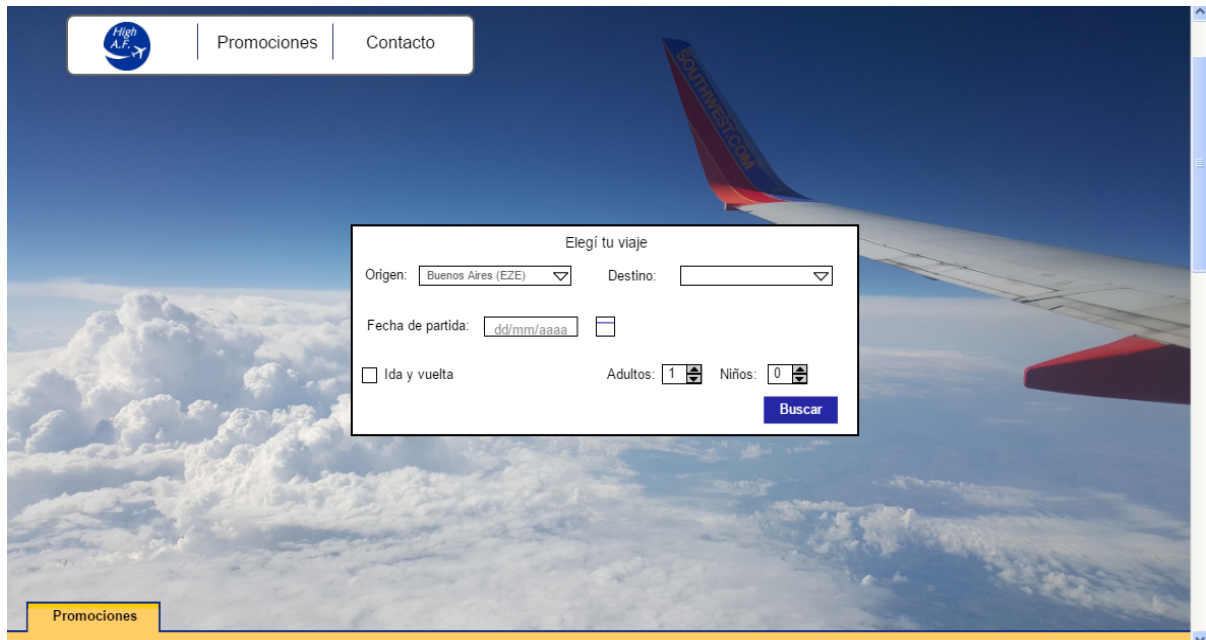 High
A.F.
Promociones
Contacto
SOUTHWEST.COM
Elegí tu viaje
Origen: Buenos Aires (EZE) Destino:
Fecha de partida: dd/mm/aaaa
Ida y vuelta Adultos: 1 Niños: 0
Buscar
Promociones